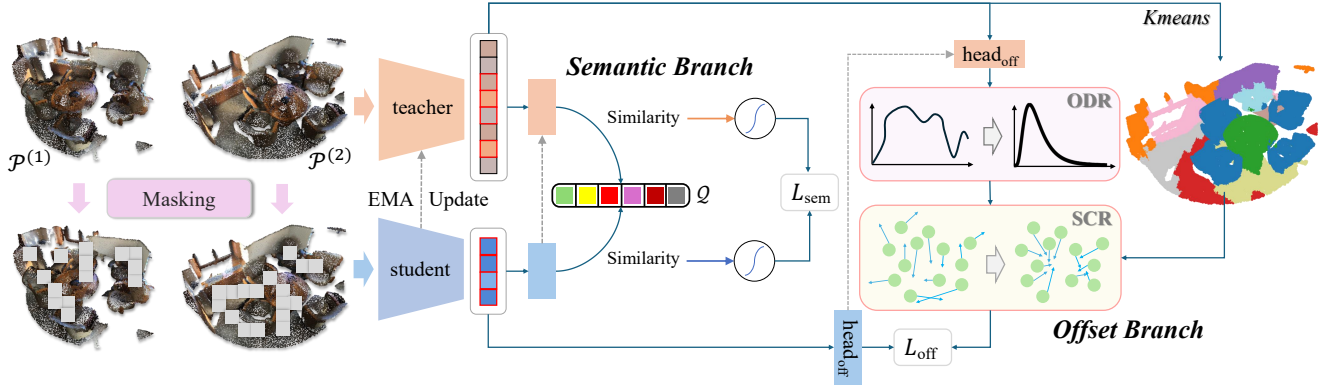 𝒫⁽¹⁾
𝒫⁽²⁾
Masking
teacher
EMA Update
student
Semantic Branch
Similarity
𝒬
L_sem
Similarity
head_off
Kmeans
ODR
SCR
Offset Branch
head_off
L_off